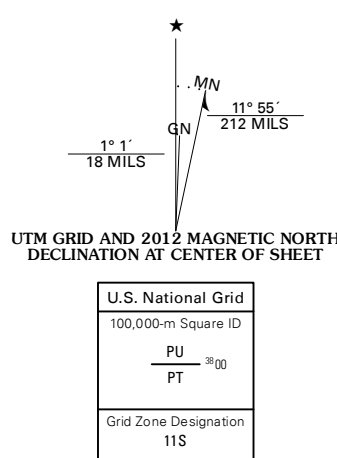 ★
MN
11° 55´
212 MILS
GN
1° 1´
18 MILS
UTM GRID AND 2012 MAGNETIC NORTH
DECLINATION AT CENTER OF SHEET
U.S. National Grid
100,000-m Square ID
PU
3800
PT
Grid Zone Designation
11S